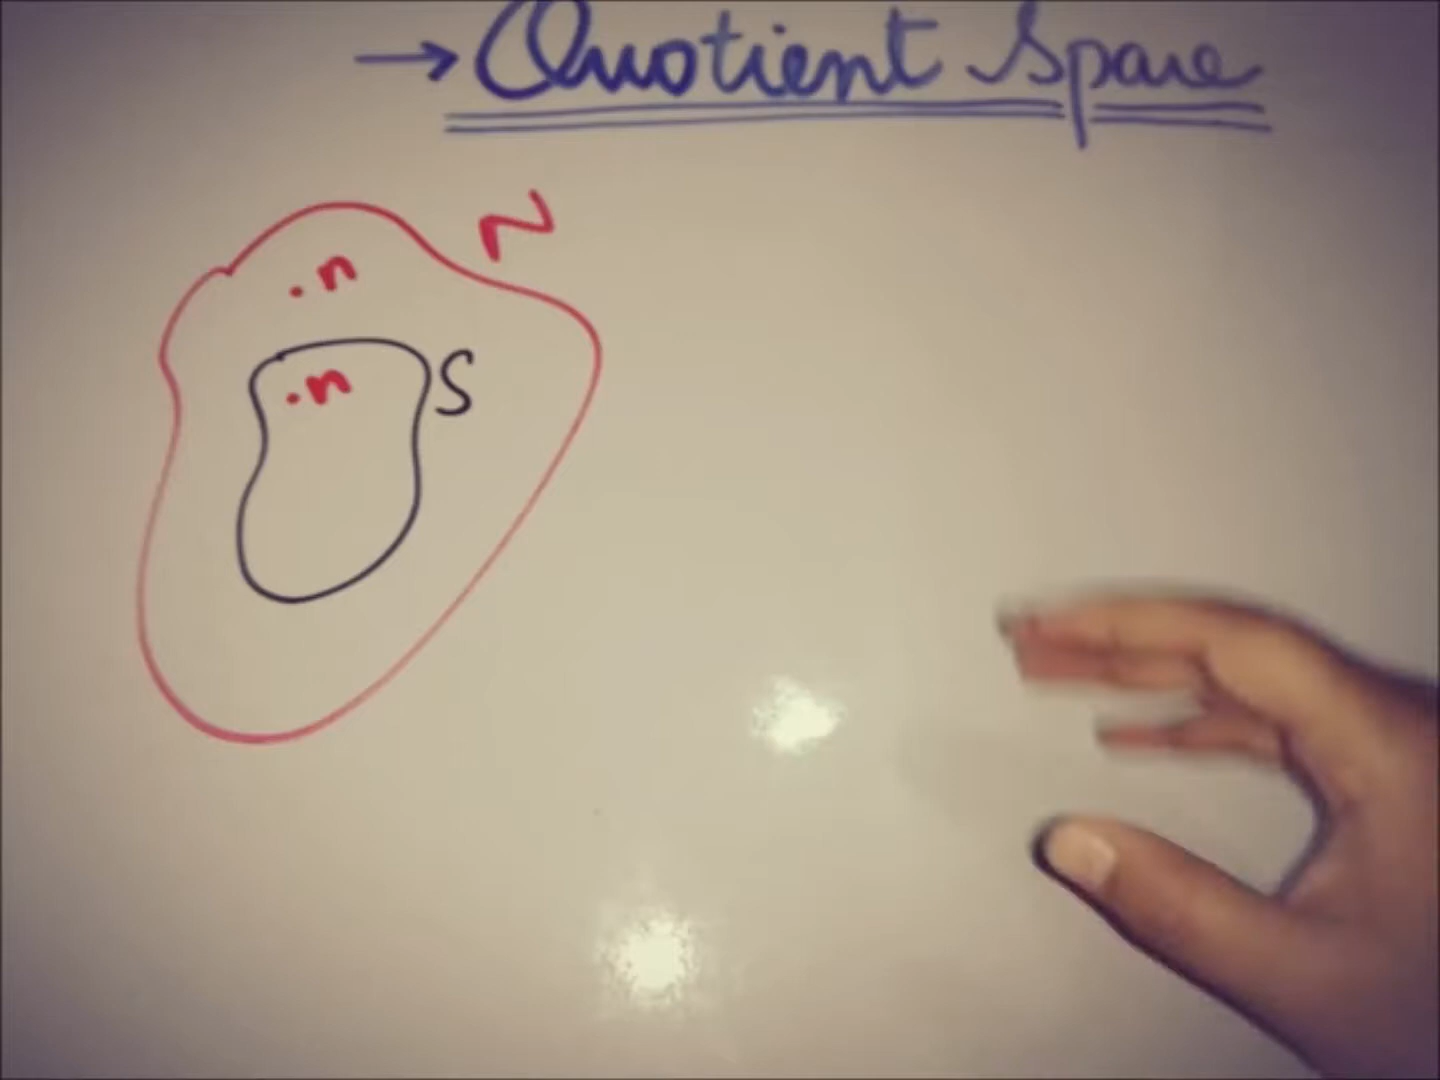 → Quotient Space
N
.n
S
.n